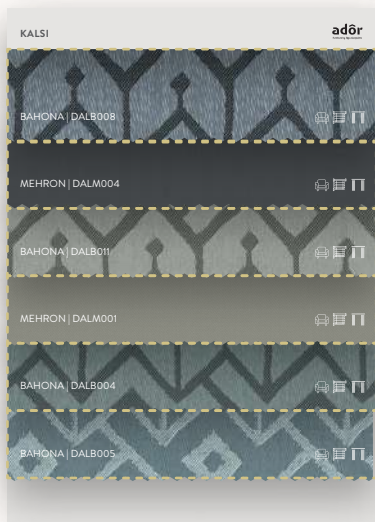 KALSI
adôr
BAHONA | DALB008
MEHRON | DALM004
BAHONA | DALB011
MEHRON | DALM001
BAHONA | DALB004
BAHONA | DALB005